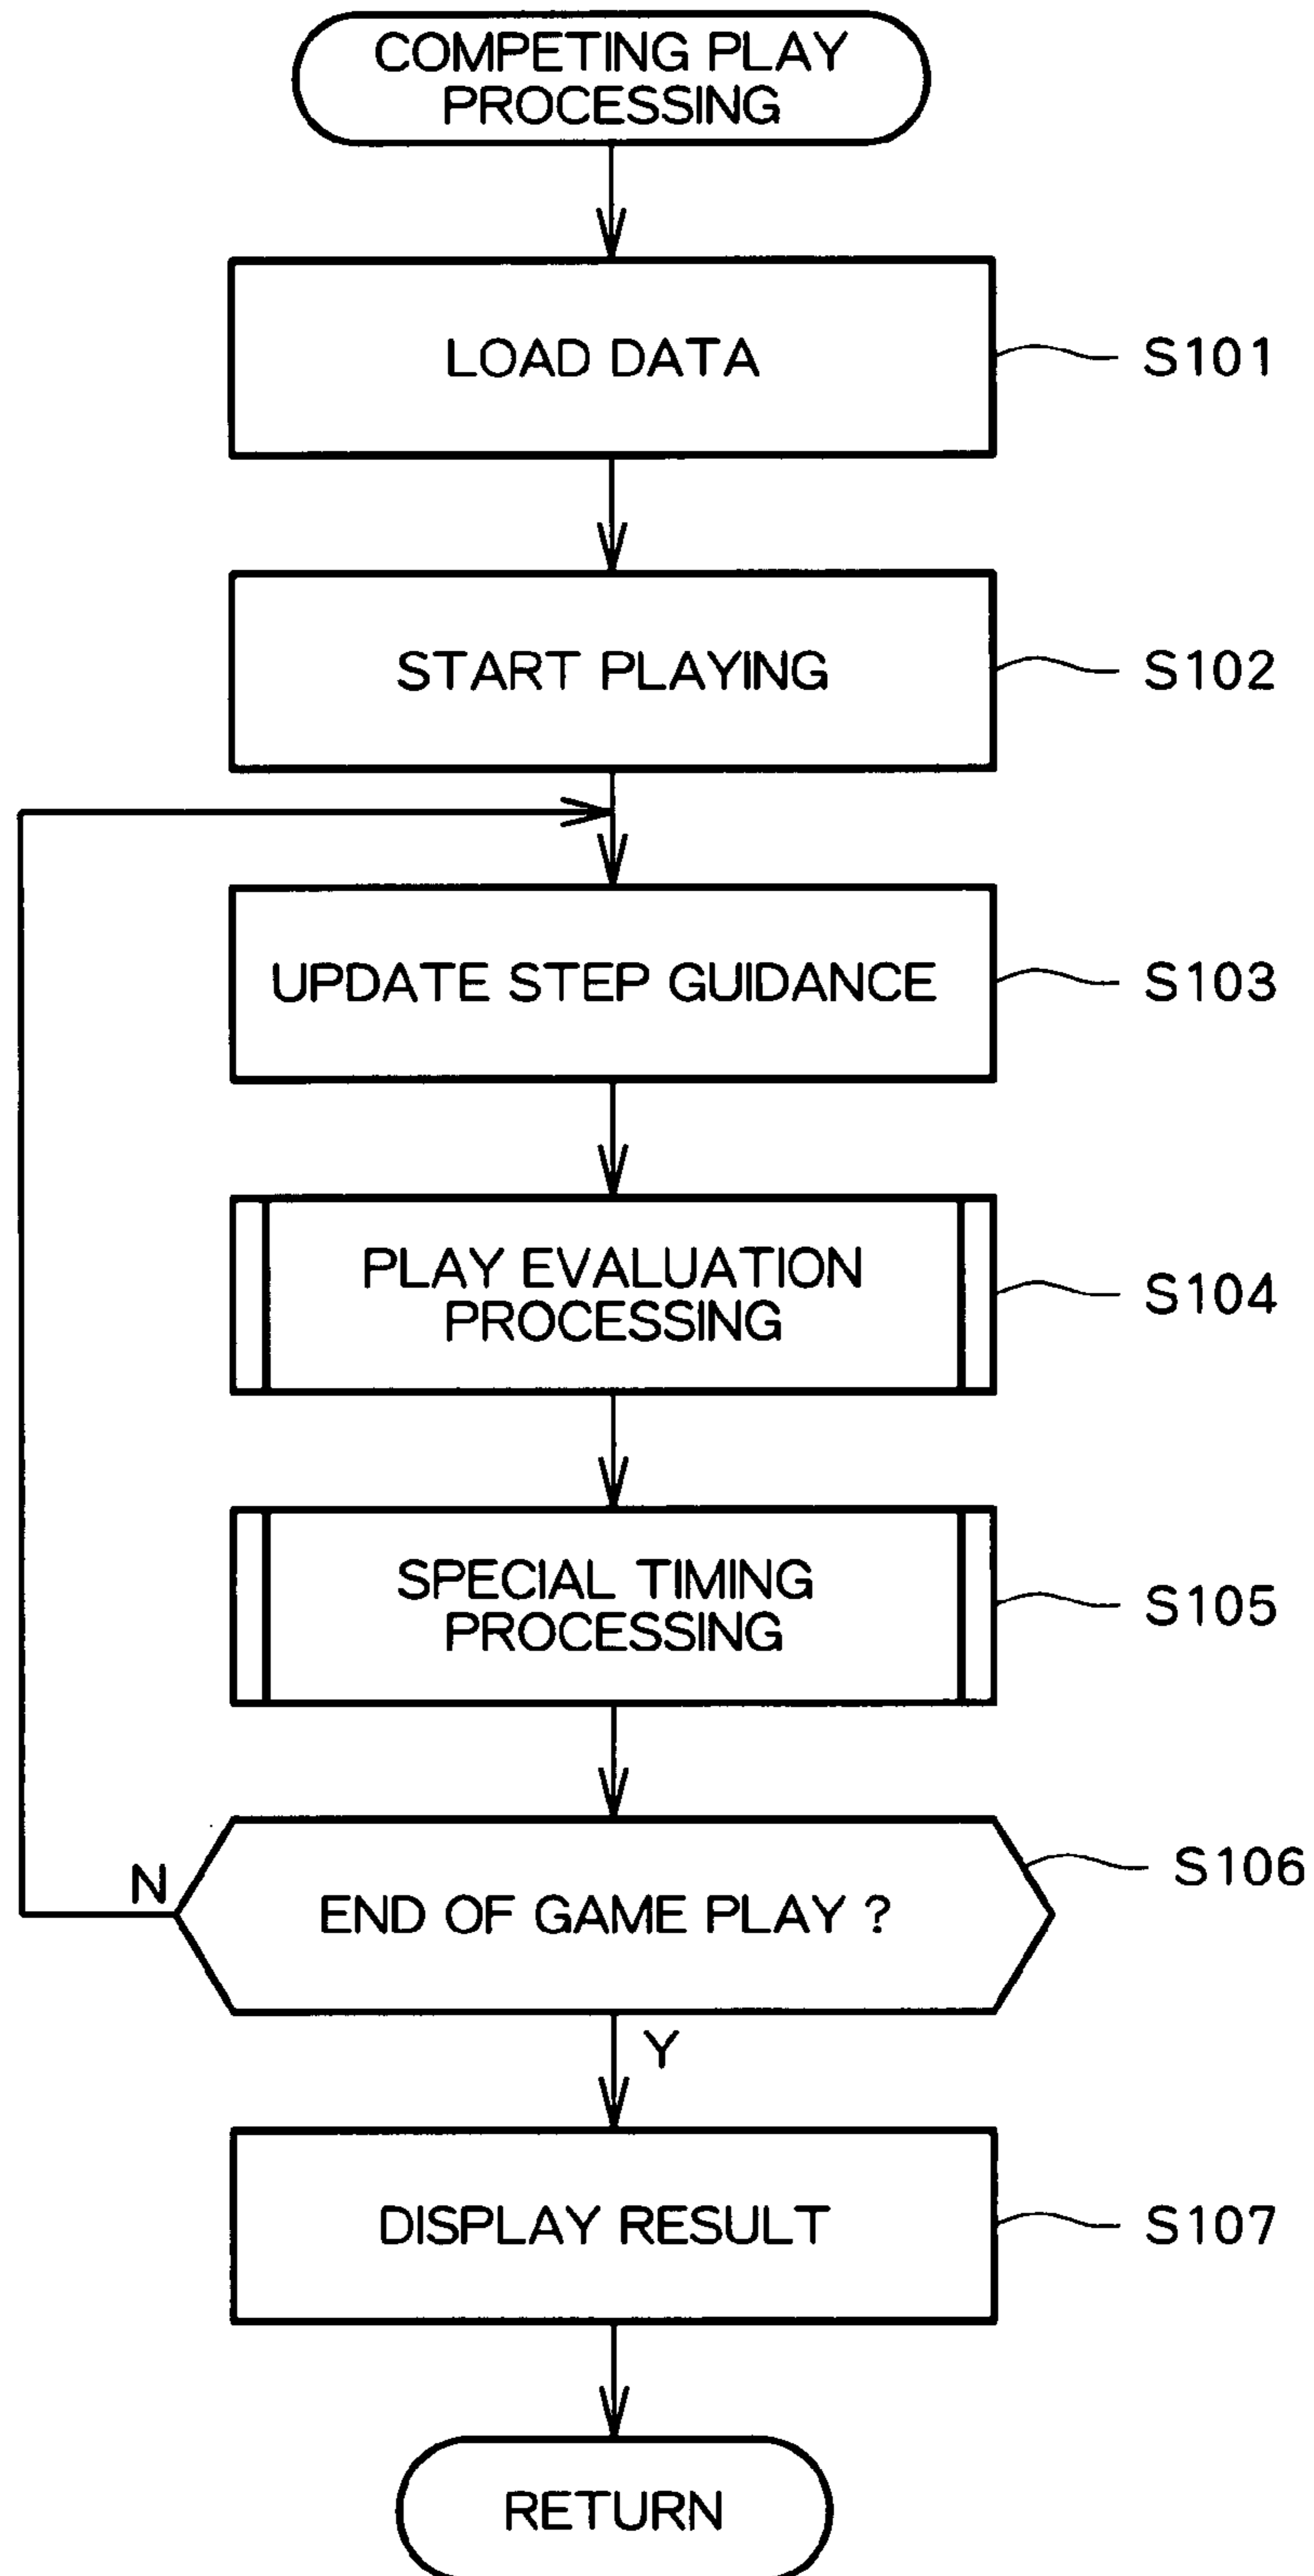 COMPETING PLAY
PROCESSING
LOAD DATA
S101
START PLAYING
S102
UPDATE STEP GUIDANCE
S103
PLAY EVALUATION
PROCESSING
S104
SPECIAL TIMING
PROCESSING
S105
N
END OF GAME PLAY ?
S106
Y
DISPLAY RESULT
S107
RETURN